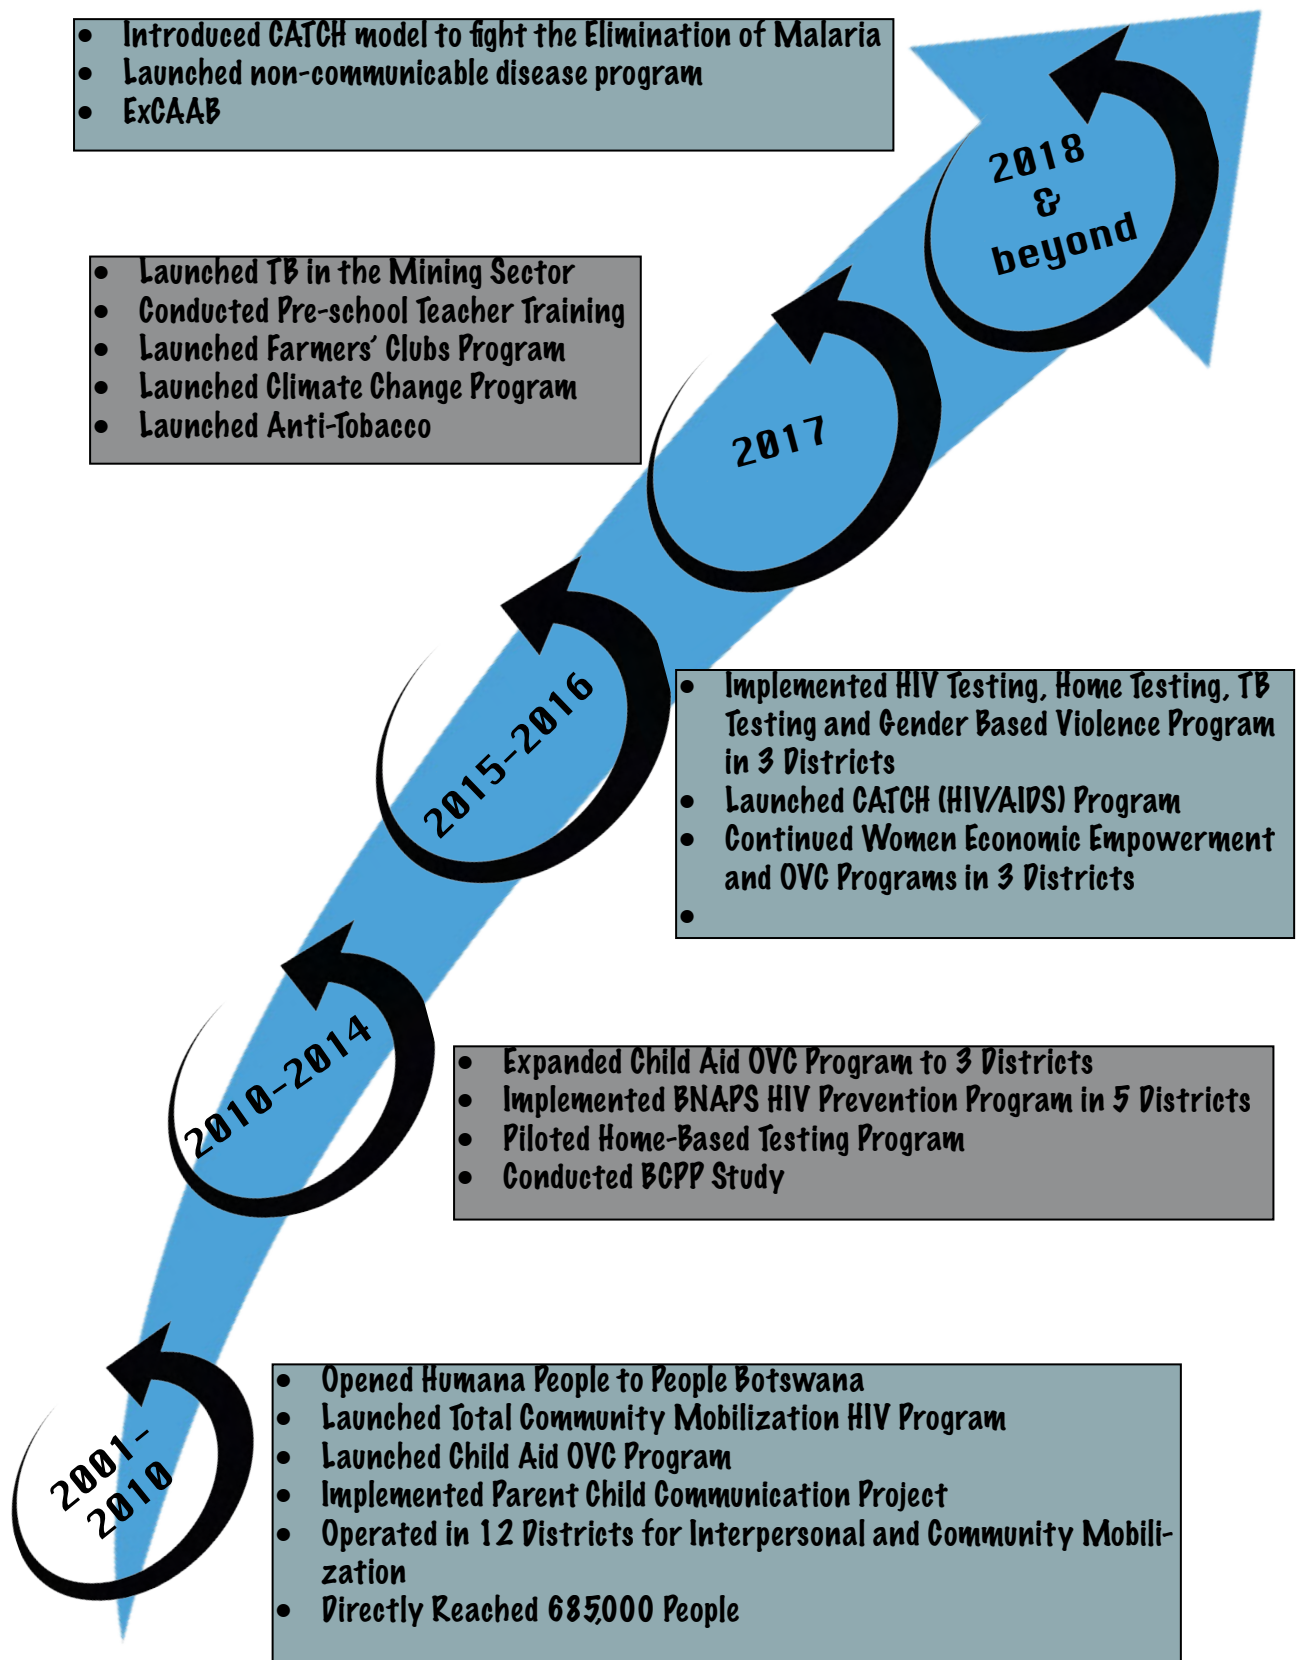 • Introduced CATCH model to fight the Elimination of Malaria
• Launched non-communicable disease program
• ExCAAB
2018
&
beyond
• Launched TB in the Mining Sector
• Conducted Pre-school Teacher Training
• Launched Farmers’ Clubs Program
• Launched Climate Change Program
• Launched Anti-Tobacco
2017
2015-2016
• Implemented HIV Testing, Home Testing, TB
Testing and Gender Based Violence Program
in 3 Districts
• Launched CATCH (HIV/AIDS) Program
• Continued Women Economic Empowerment
and OVC Programs in 3 Districts
•
2010-2014
• Expanded Child Aid OVC Program to 3 Districts
• Implemented BNAPS HIV Prevention Program in 5 Districts
• Piloted Home-Based Testing Program
• Conducted BCPP Study
2001-
2010
• Opened Humana People to People Botswana
• Launched Total Community Mobilization HIV Program
• Launched Child Aid OVC Program
• Implemented Parent Child Communication Project
• Operated in 12 Districts for Interpersonal and Community Mobili-
zation
• Directly Reached 685,000 People